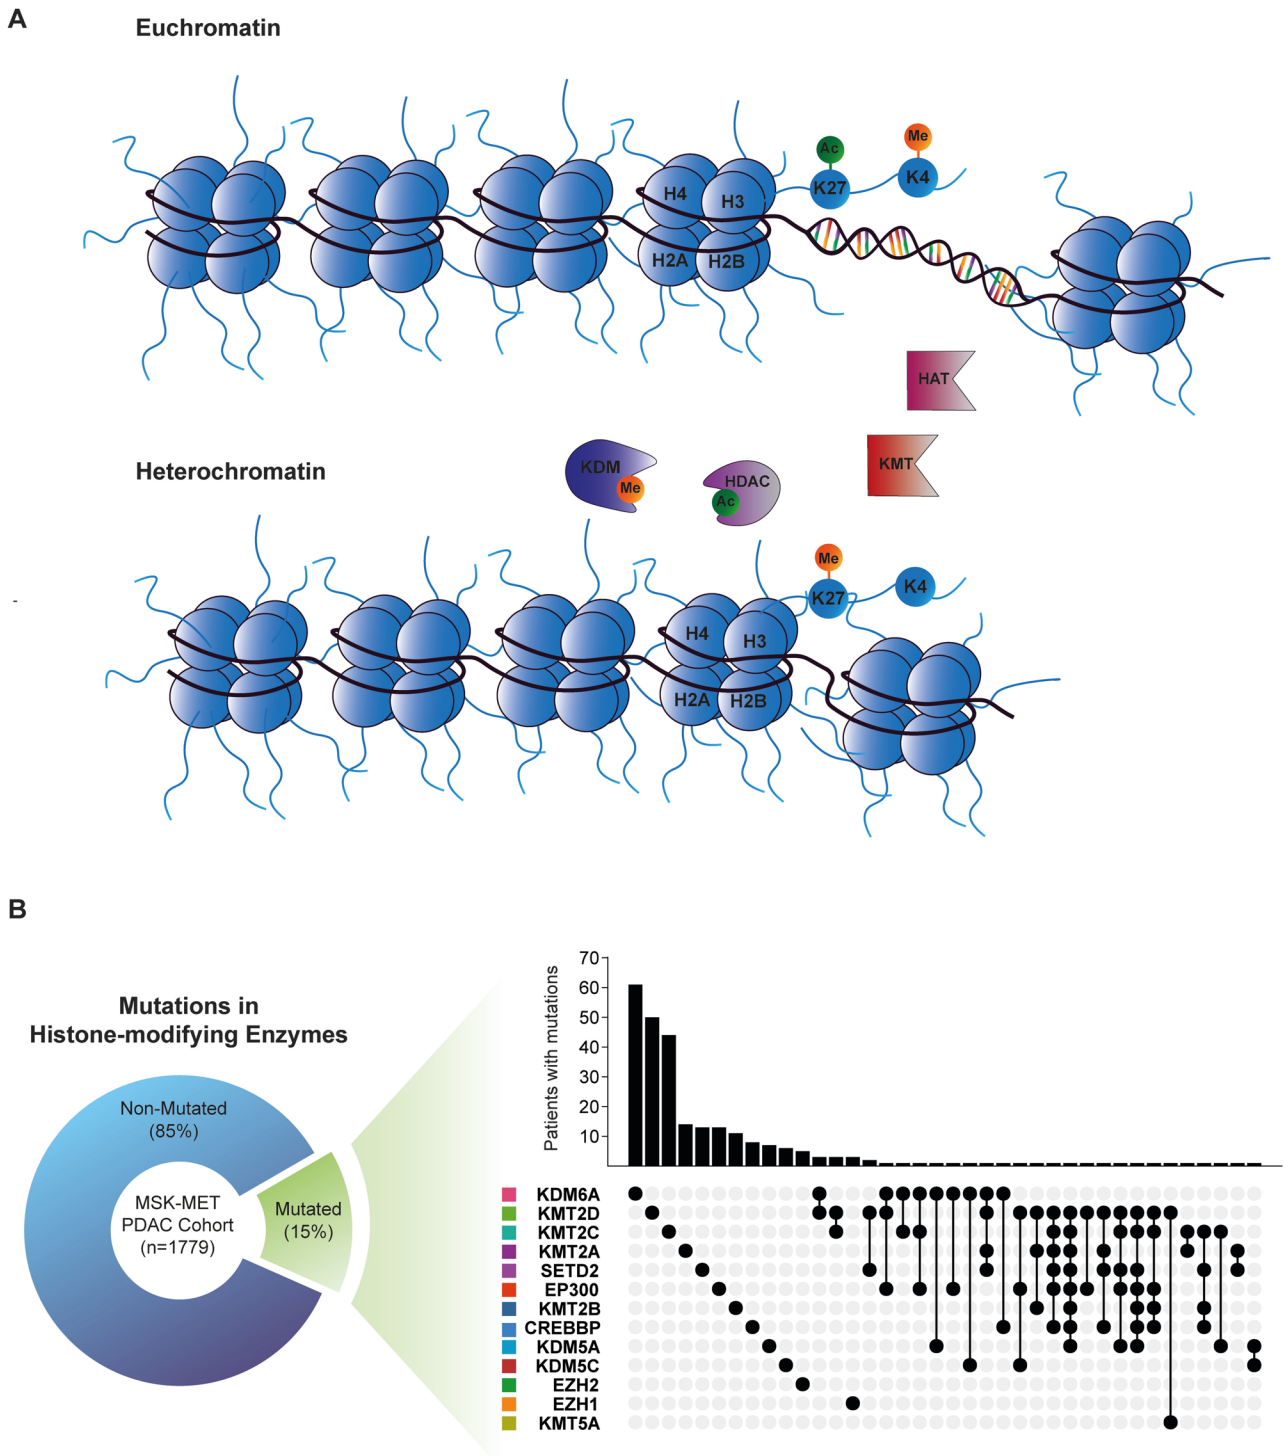 A
Euchromatin
Ac
Me
K27
K4
H4
H3
H2A
H2B
HAT
KMT
Heterochromatin
KDM
Me
HDAC
Ac
Me
K27
K4
H4
H3
H2A
H2B
-
B
Mutations in
Histone-modifying Enzymes
Non-Mutated
(85%)
MSK-MET
PDAC Cohort
(n=1779)
Mutated
(15%)
Patients with mutations
70
60
50
40
30
20
10
KDM6A
KMT2D
KMT2C
KMT2A
SETD2
EP300
KMT2B
CREBBP
KDM5A
KDM5C
EZH2
EZH1
KMT5A